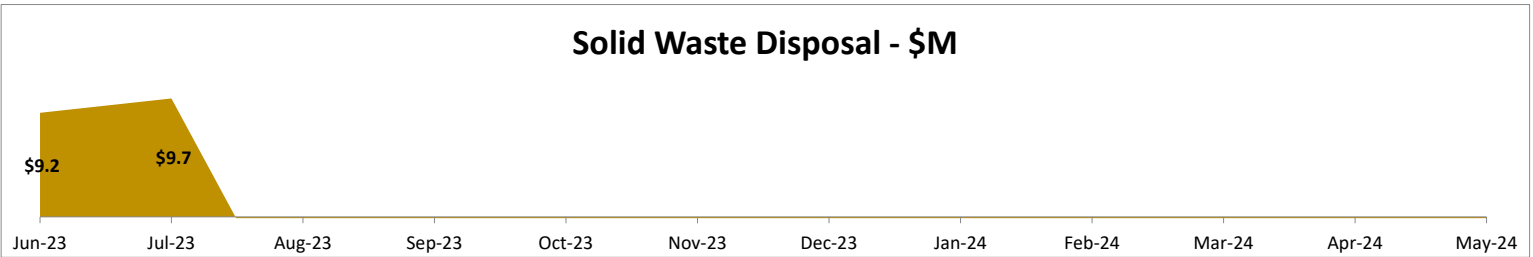 Solid Waste Disposal - $M
$9.2 $9.7
Jun-23 Jul-23 Aug-23 Sep-23 Oct-23 Nov-23 Dec-23 Jan-24 Feb-24 Mar-24 Apr-24 May-24